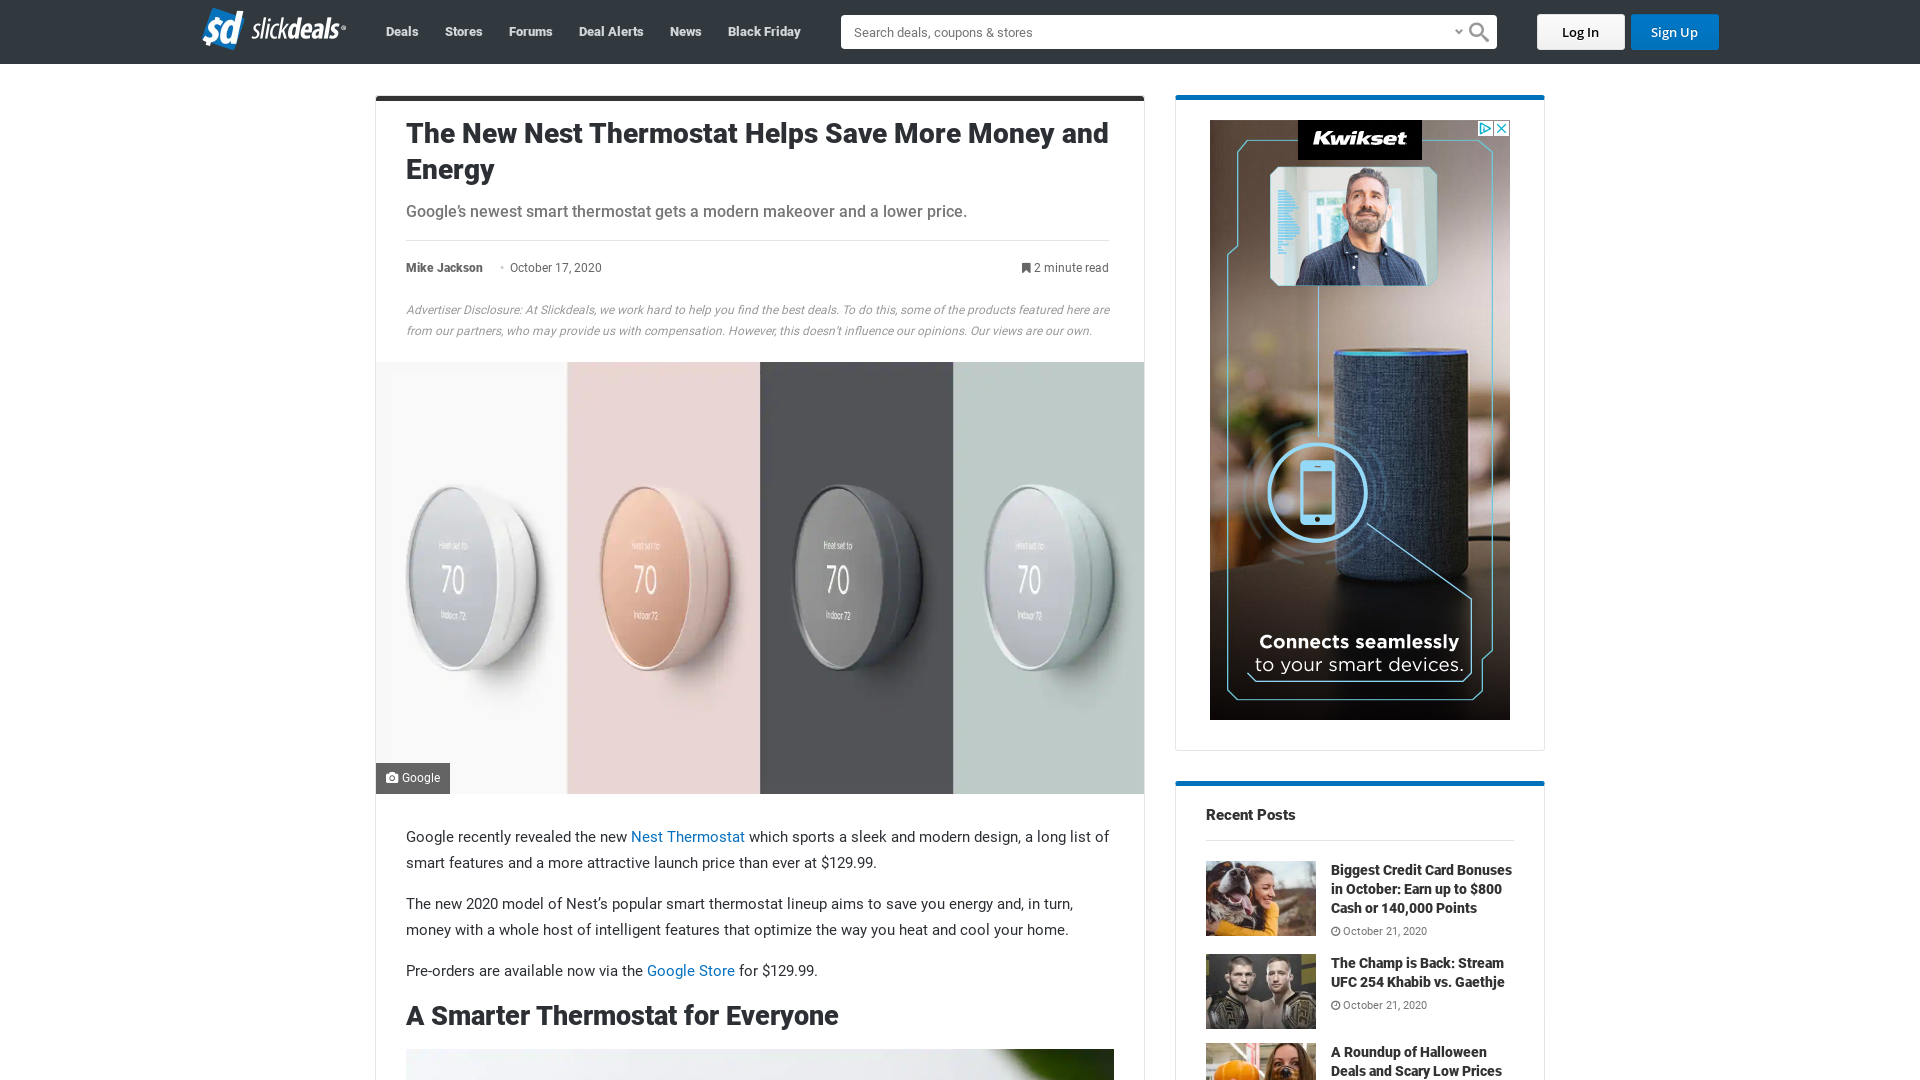 sd slickdeals
Deals
Stores
Forums
Deal Alerts
News
Black Friday
Search deals, coupons & stores
Log In
Sign Up
The New Nest Thermostat Helps Save More Money and
Energy
Google’s newest smart thermostat gets a modern makeover and a lower price.
Mike Jackson • October 17, 2020
2 minute read
Advertiser Disclosure: At Slickdeals, we work hard to help you find the best deals. To do this, some of the products featured here are
from our partners, who may provide us with compensation. However, this doesn’t influence our opinions. Our views are our own.
Heat set to
70
Indoor 72
Heat set to
70
Indoor 72
Heat set to
70
Indoor 72
Heat set to
70
Indoor 72
Google
Google recently revealed the new Nest Thermostat which sports a sleek and modern design, a long list of
smart features and a more attractive launch price than ever at $129.99.
The new 2020 model of Nest’s popular smart thermostat lineup aims to save you energy and, in turn,
money with a whole host of intelligent features that optimize the way you heat and cool your home.
Pre-orders are available now via the Google Store for $129.99.
A Smarter Thermostat for Everyone
Kwikset
Connects seamlessly
to your smart devices.
Recent Posts
Biggest Credit Card Bonuses
in October: Earn up to $800
Cash or 140,000 Points
October 21, 2020
The Champ is Back: Stream
UFC 254 Khabib vs. Gaethje
October 21, 2020
A Roundup of Halloween
Deals and Scary Low Prices